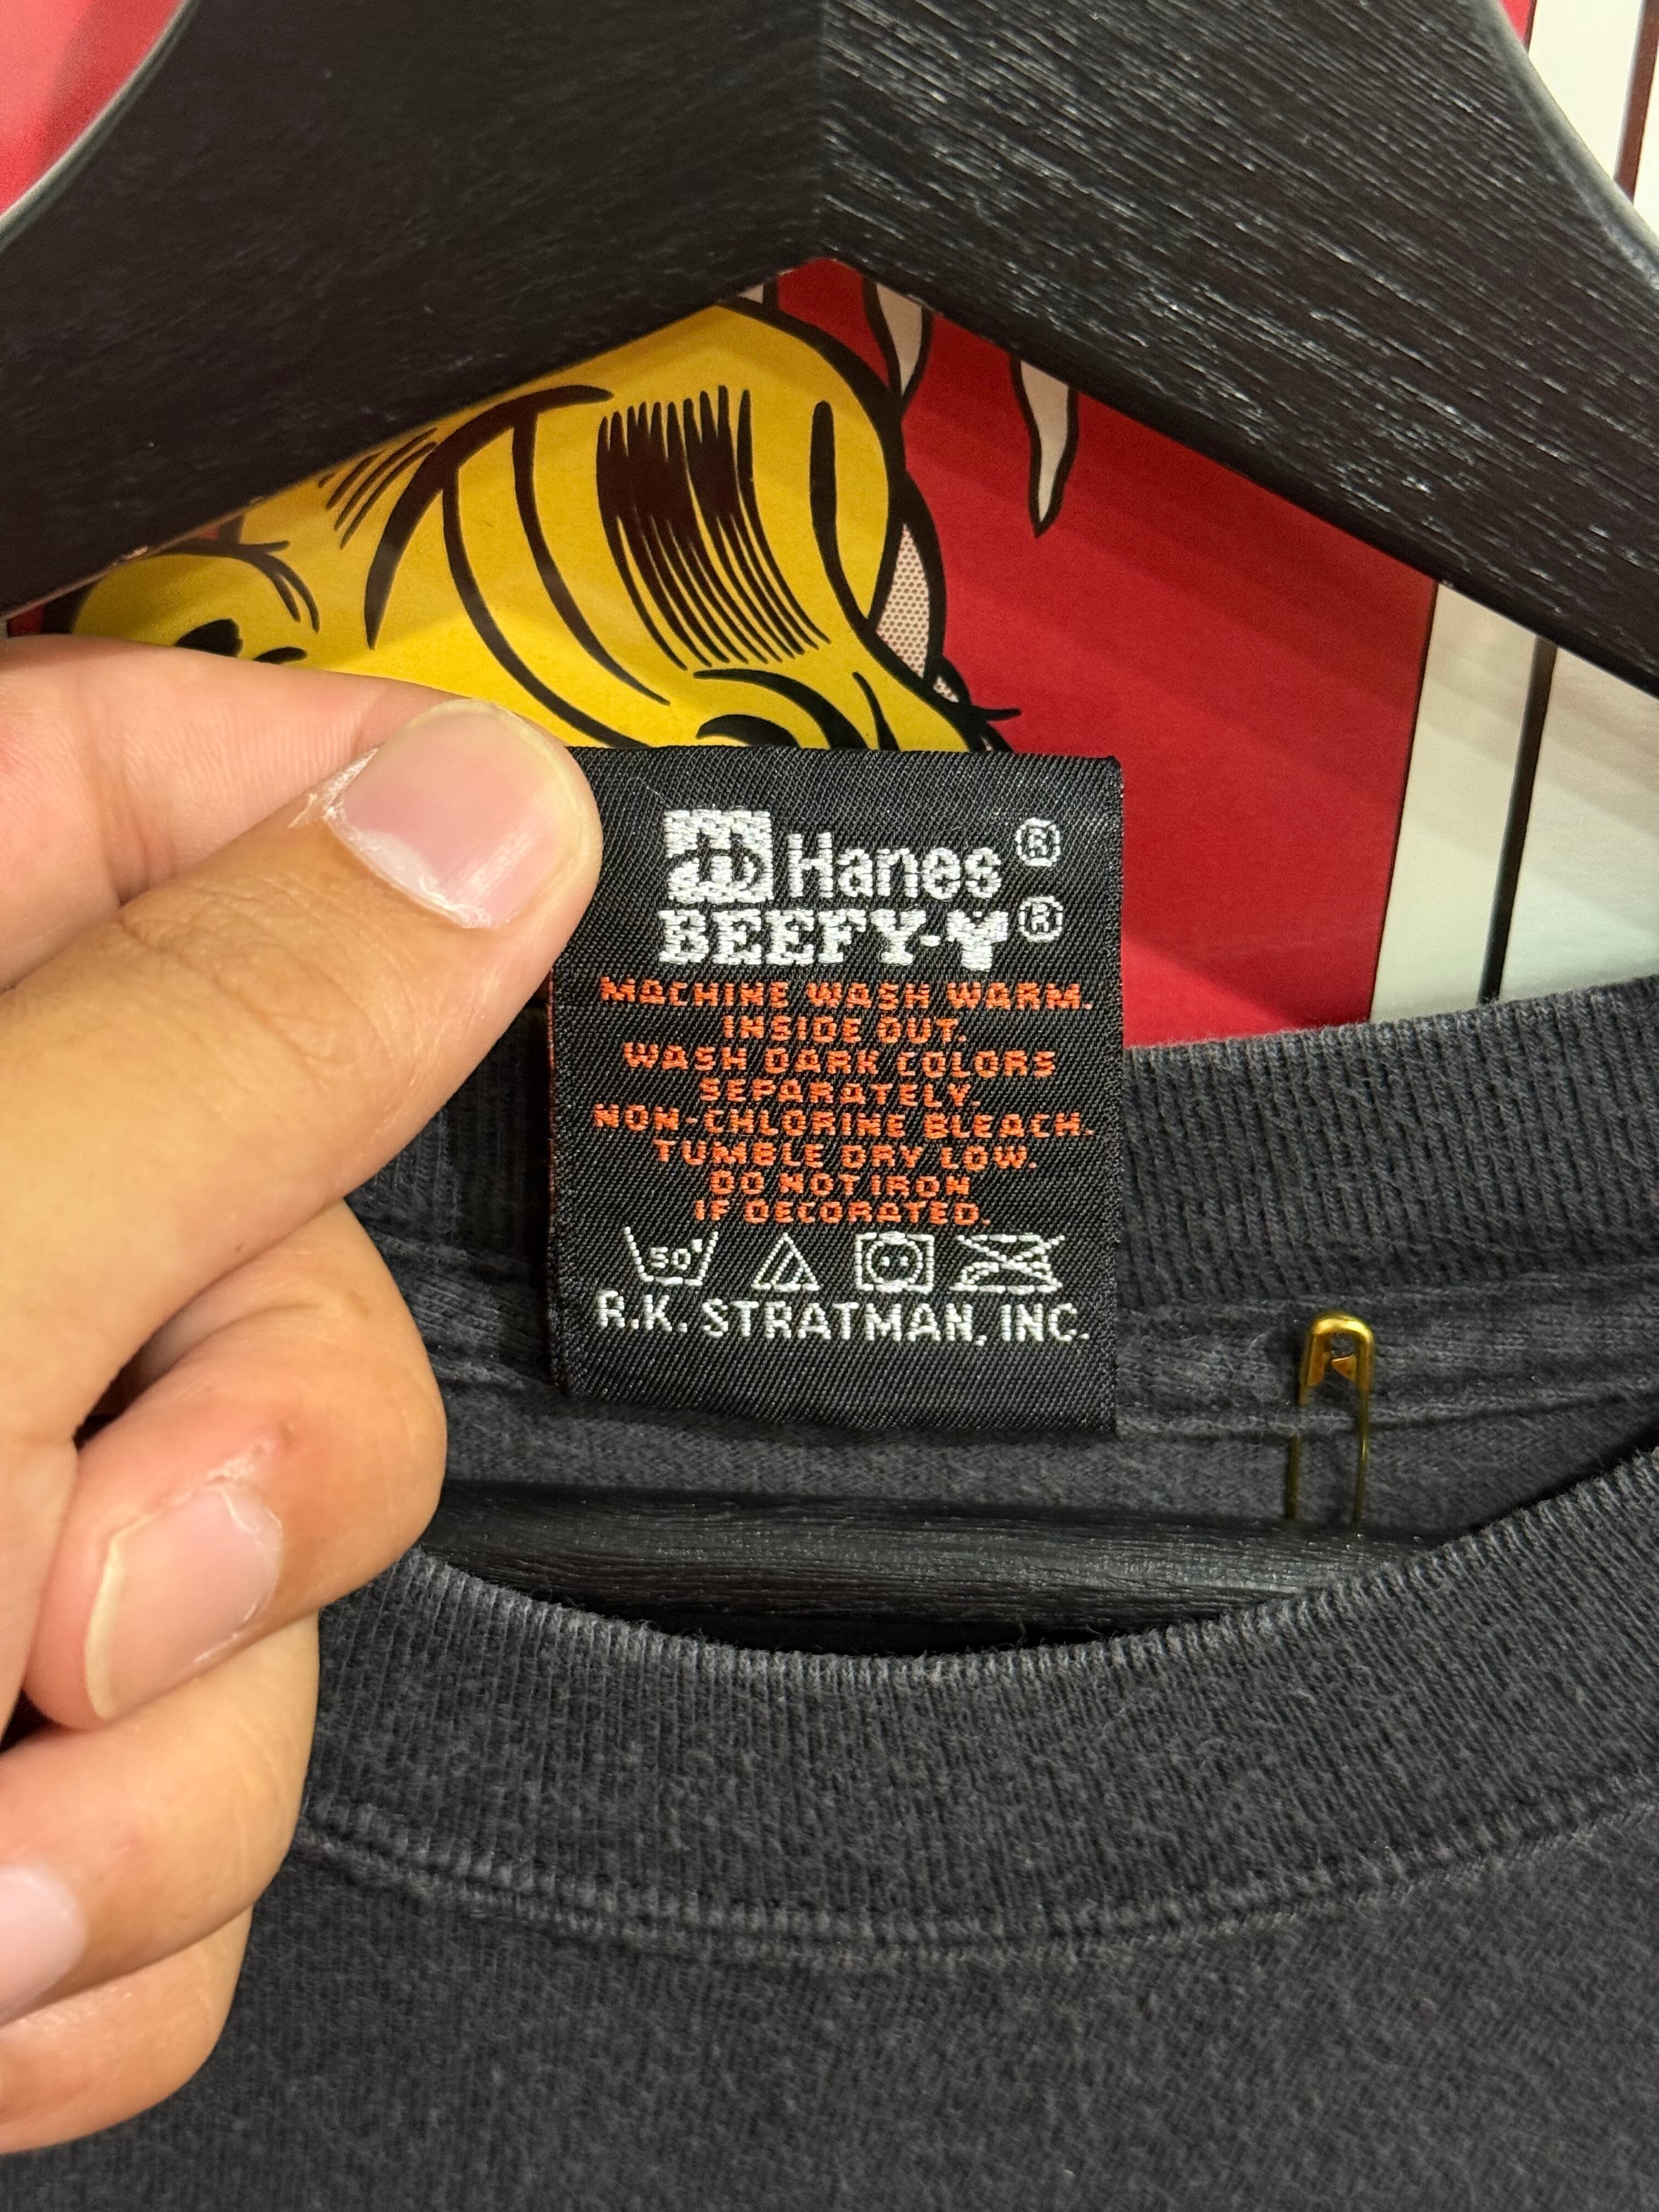 Hanes ®
BEEFY-T ®
MACHINE WASH WARM.
INSIDE OUT.
WASH DARK COLORS
SEPARATELY.
NON-CHLORINE BLEACH.
TUMBLE DRY LOW.
DO NOT IRON
IF DECORATED.
50°
R.K. STRATMAN, INC.